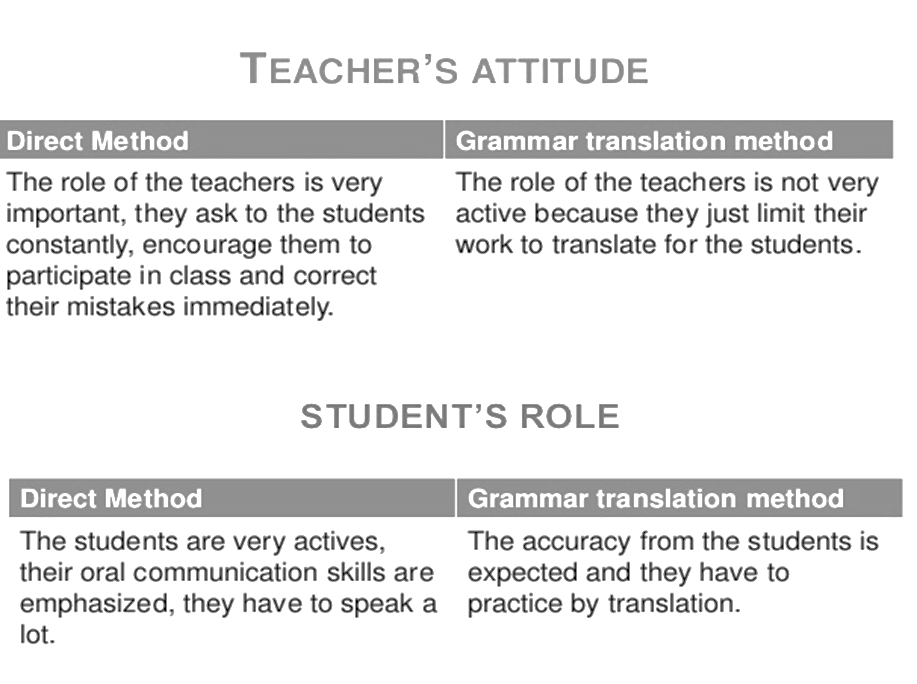 TEACHER'S ATTITUDE
Direct Method
Grammar translation method
The role of the teachers is very
important, they ask to the students
constantly, encourage them to
participate in class and correct
their mistakes immediately.
The role of the teachers is not very
active because they just limit their
work to translate for the students.
STUDENT'S ROLE
Direct Method
Grammar translation method
The students are very actives,
their oral communication skills are
emphasized, they have to speak a
lot.
The accuracy from the students is
expected and they have to
practice by translation.